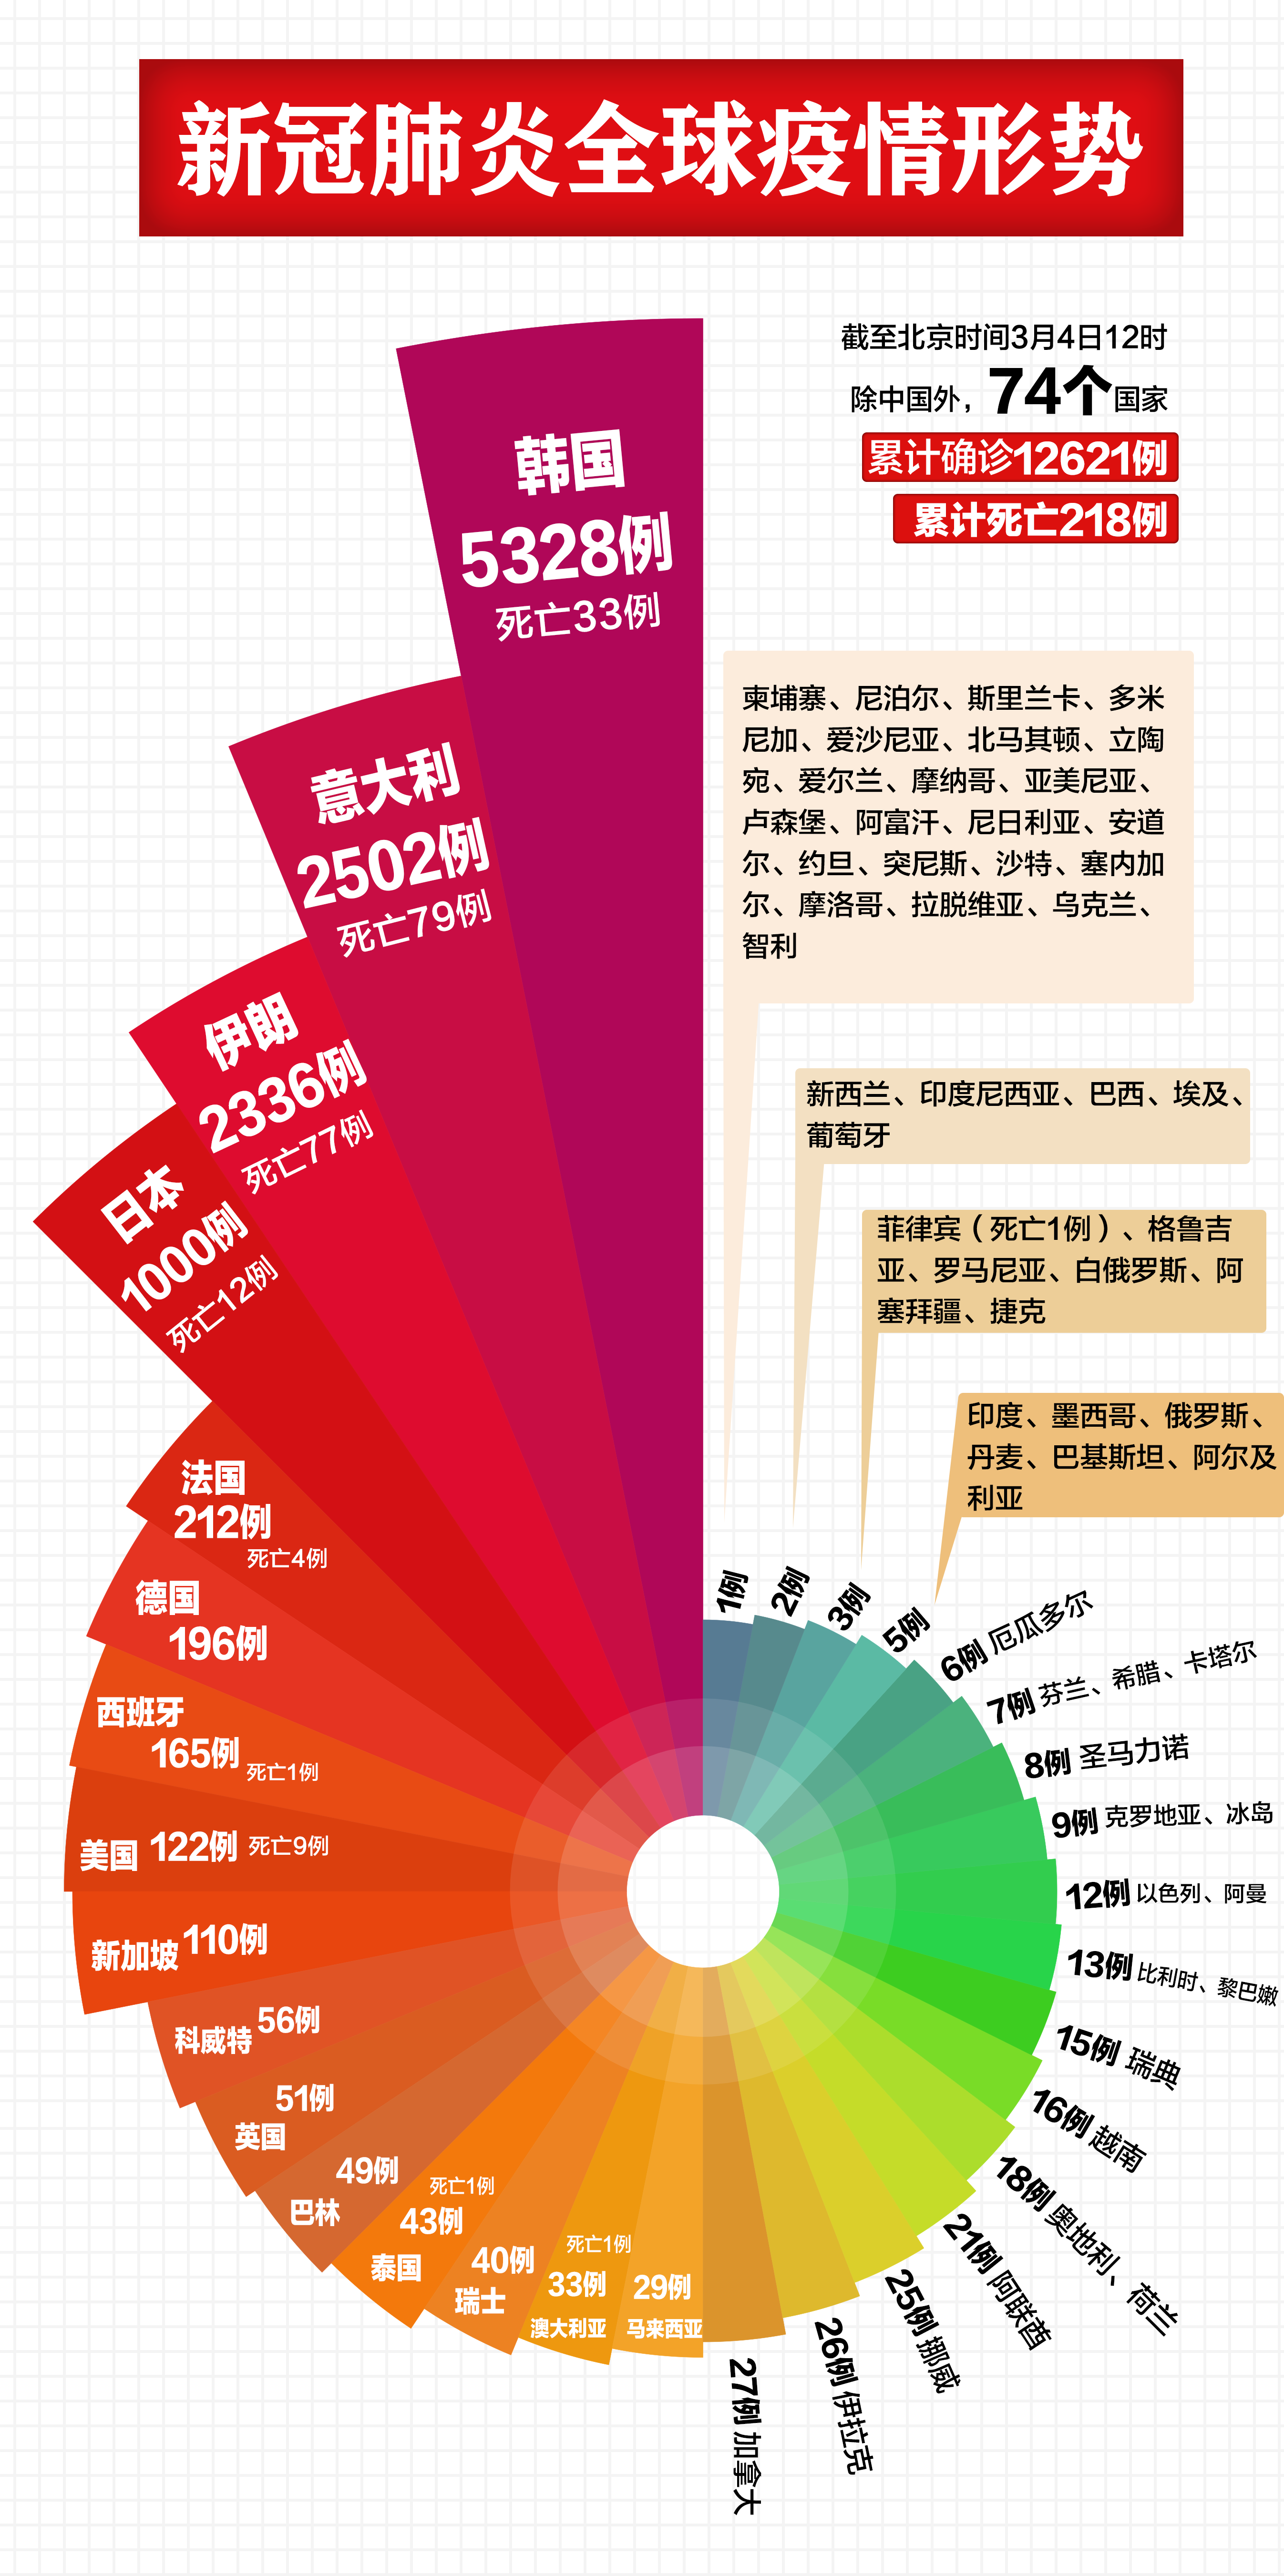 新冠肺炎全球疫情形势
截至北京时间3月4日12时
除中国外，74个国家
累计确诊12621例
累计死亡218例
韩国
5328例
死亡33例
意大利
2502例
死亡79例
伊朗
2336例
死亡77例
日本
1000例
死亡12例
法国
212例
死亡4例
德国
196例
西班牙
165例 死亡1例
美国 122例 死亡9例
新加坡 110例
科威特 56例
51例
英国
49例
巴林
死亡1例
43例
泰国
40例
瑞士
死亡1例
33例
澳大利亚
29例
马来西亚
27例 加拿大
26例 伊拉克
25例 挪威
21例 阿联酋
18例 奥地利、荷兰
16例 越南
15例 瑞典
13例 比利时、黎巴嫩
12例 以色列、阿曼
9例 克罗地亚、冰岛
8例 圣马力诺
7例 芬兰、希腊、卡塔尔
6例 厄瓜多尔
5例
印度、墨西哥、俄罗斯、
丹麦、巴基斯坦、阿尔及
利亚
3例
菲律宾（死亡1例）、格鲁吉
亚、罗马尼亚、白俄罗斯、阿
塞拜疆、捷克
2例
新西兰、印度尼西亚、巴西、埃及、
葡萄牙
1例
柬埔寨、尼泊尔、斯里兰卡、多米
尼加、爱沙尼亚、北马其顿、立陶
宛、爱尔兰、摩纳哥、亚美尼亚、
卢森堡、阿富汗、尼日利亚、安道
尔、约旦、突尼斯、沙特、塞内加
尔、摩洛哥、拉脱维亚、乌克兰、
智利